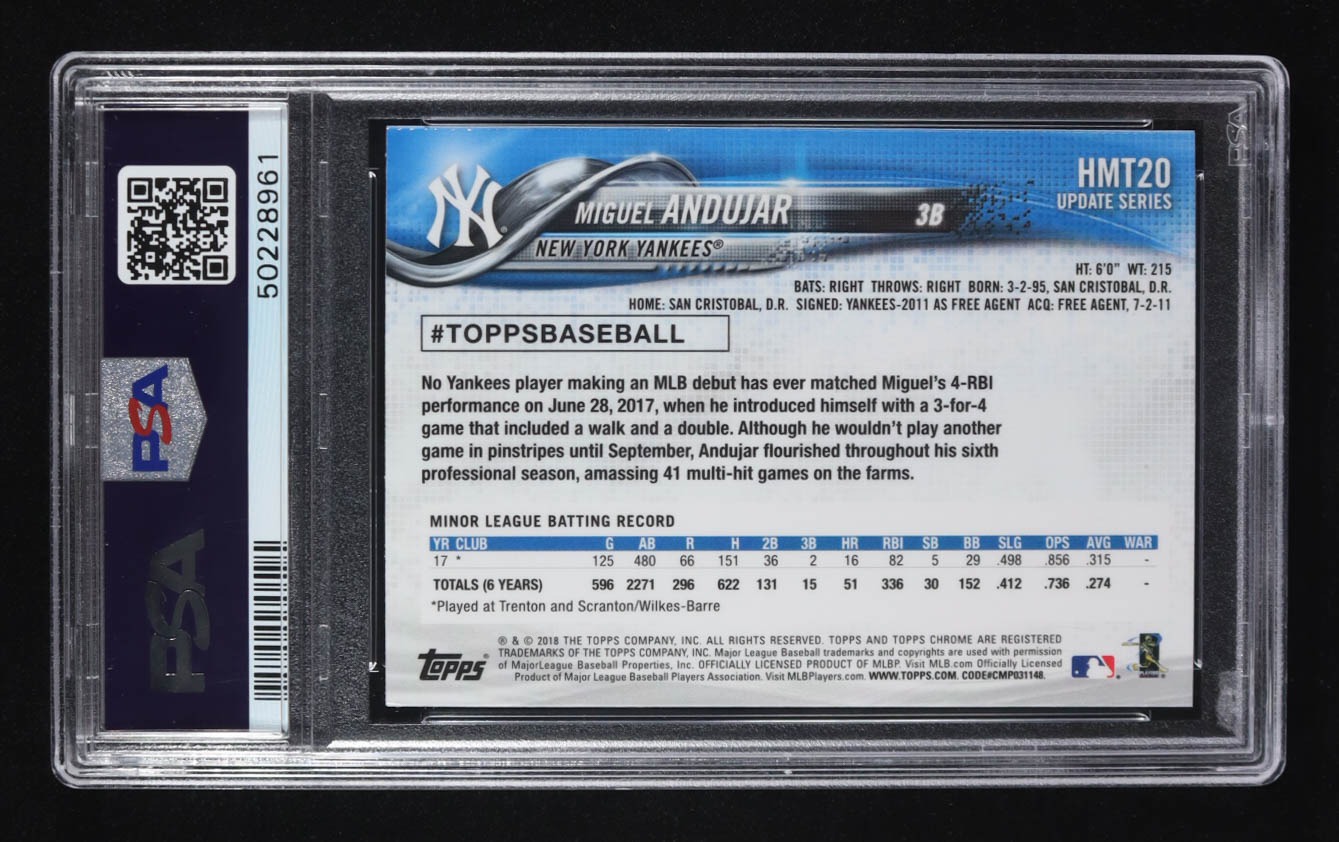 50228961
PSA
PSA
PSA
NY
HMT20
UPDATE SERIES
MIGUEL ANDUJAR 3B
NEW YORK YANKEES®
HT: 6'0" WT: 215
BATS: RIGHT THROWS: RIGHT BORN: 3-2-95, SAN CRISTOBAL, D.R.
HOME: SAN CRISTOBAL, D.R. SIGNED: YANKEES-2011 AS FREE AGENT ACQ: FREE AGENT, 7-2-11
#TOPPSBASEBALL
No Yankees player making an MLB debut has ever matched Miguel's 4-RBI
performance on June 28, 2017, when he introduced himself with a 3-for-4
game that included a walk and a double. Although he wouldn't play another
game in pinstripes until September, Andujar flourished throughout his sixth
professional season, amassing 41 multi-hit games on the farms.
MINOR LEAGUE BATTING RECORD
YR CLUB G AB R H 2B 3B HR RBI SB BB SLG OPS AVG WAR
17 * 125 480 66 151 36 2 16 82 5 29 .498 .856 .315 -
TOTALS (6 YEARS) 596 2271 296 622 131 15 51 336 30 152 .412 .736 .274 -
*Played at Trenton and Scranton/Wilkes-Barre
® & © 2018 THE TOPPS COMPANY, INC. ALL RIGHTS RESERVED. TOPPS AND TOPPS CHROME ARE REGISTERED
TRADEMARKS OF THE TOPPS COMPANY, INC. Major League Baseball trademarks and copyrights are used with permission
of MajorLeague Baseball Properties, Inc. OFFICIALLY LICENSED PRODUCT OF MLBP. Visit MLB.com Officially Licensed
Product of Major League Baseball Players Association. Visit MLBPlayers.com. WWW.TOPPS.COM. CODE#CMP031148.
Topps®